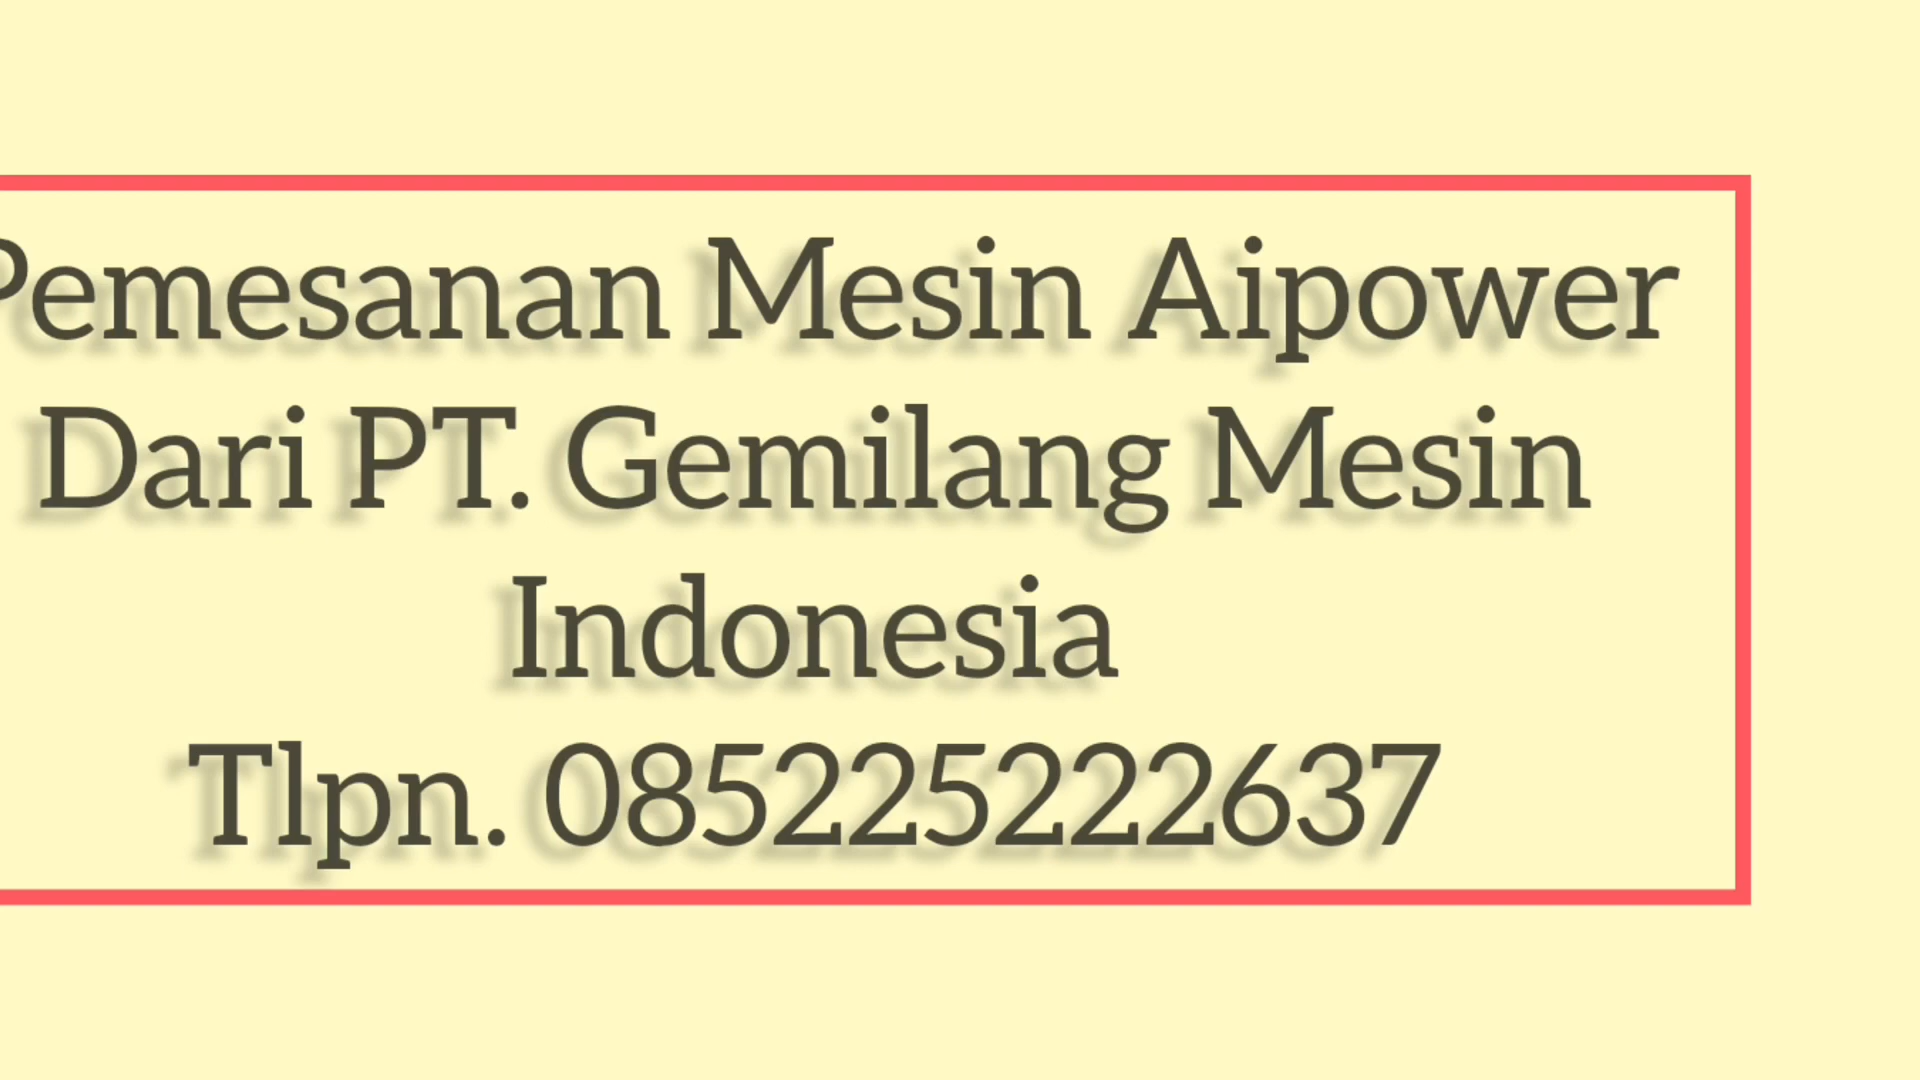 Pemesanan Mesin Aipower
Dari PT. Gemilang Mesin
Indonesia
Tlpn. 085225222637